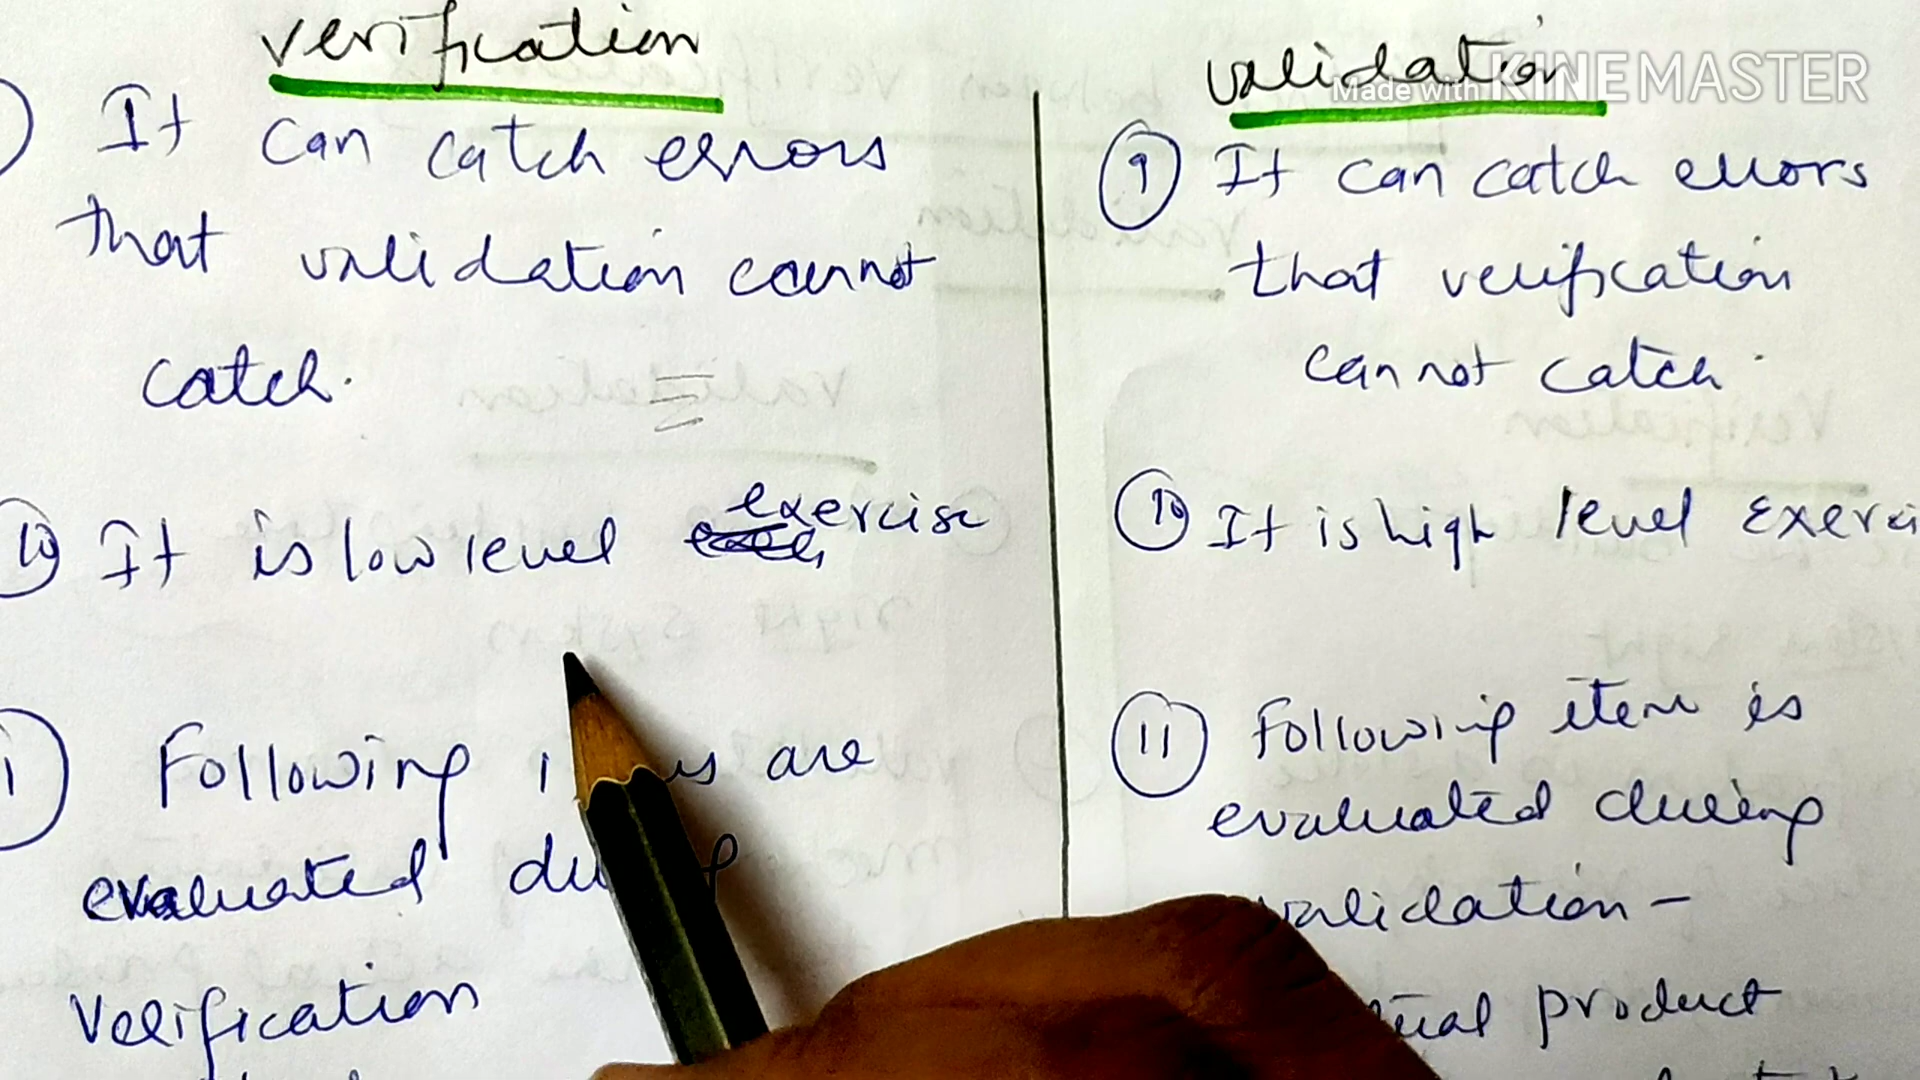 verification
It can catch errors
that validation cannot
catch.
10 It is low level exercise
Following are
evaluated
Verification
validation
Made with KINEMASTER
9 It can catch errors
that verification
cannot catch.
10 It is high level
11 Following item is
evaluated during
validation -
product